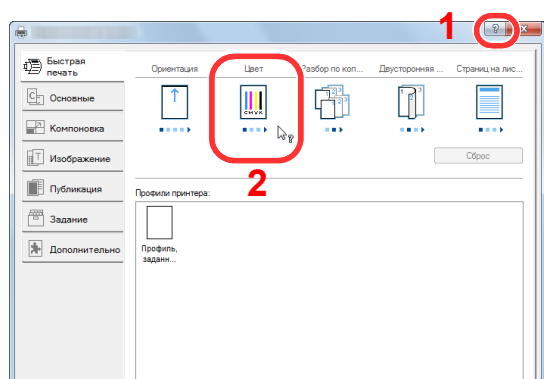 1
?
x
Быстрая
печать
Основные
Компоновка
Изображение
Публикация
Задание
Дополнительно
Ориентация
Цвет
Разбор по коп...
Двусторонняя ...
Страниц на лис...
CMYK
2
Сброс
Профили принтера:
Профиль,
заданн...